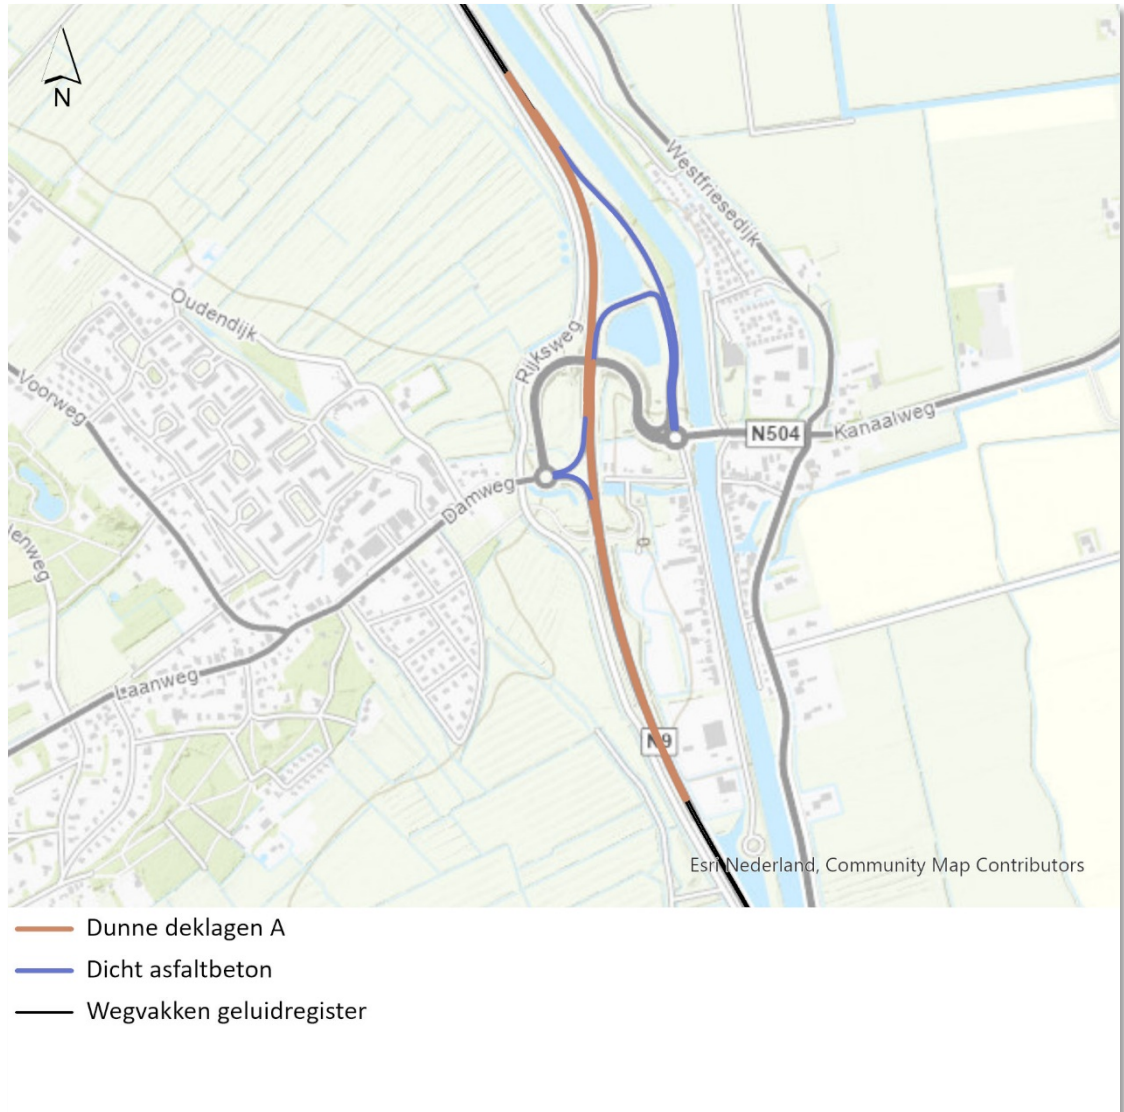 N
Westfriesedijk
Oudendijk
Rijksweg
Voorweg
Kanaalweg
N504
Damweg
lenweg
Laanweg
N9
Esri Nederland, Community Map Contributors
Dunne deklagen A
Dicht asfaltbeton
Wegvakken geluidregister